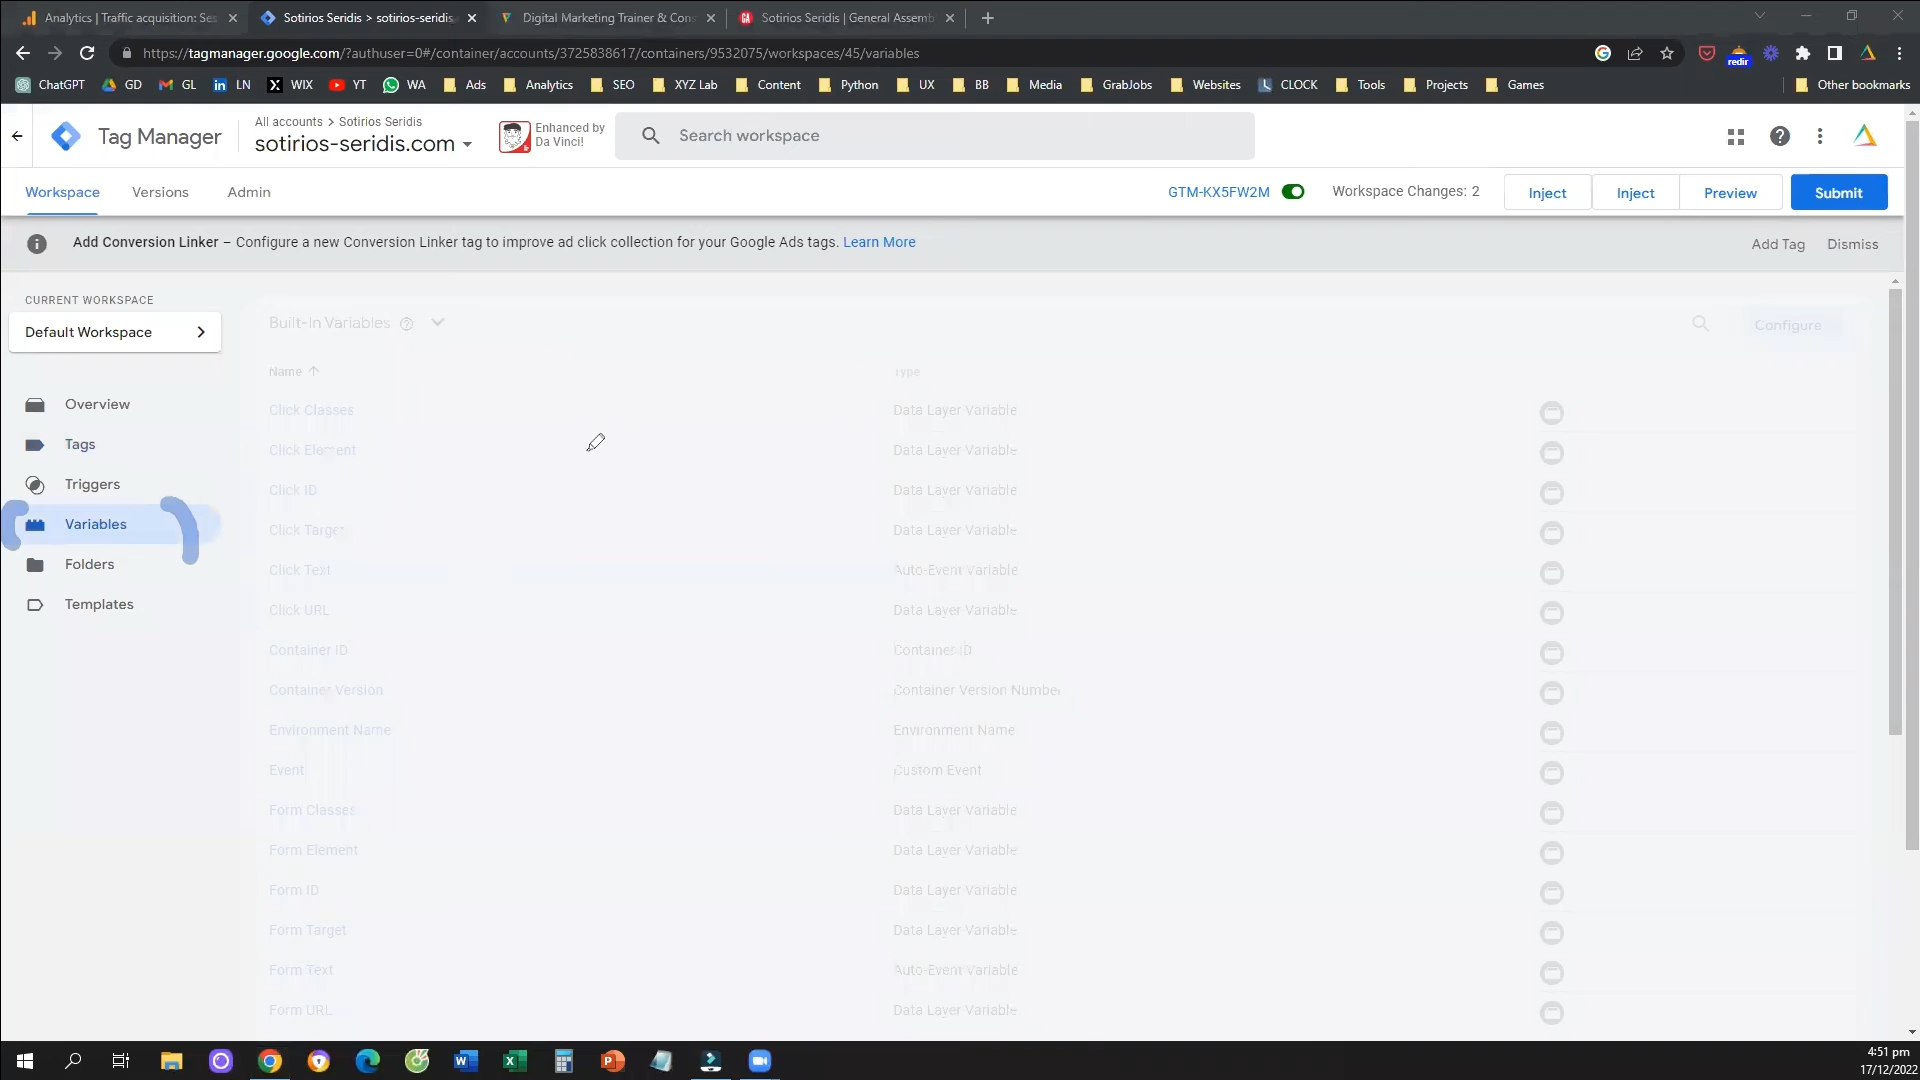 Analytics | Traffic acquisition: Ses
Sotirios Seridis > sotirios-seridis.
Digital Marketing Trainer & Cons
Sotirios Seridis | General Assemb
https://tagmanager.google.com/?authuser=0#/container/accounts/3725838617/containers/9532075/workspaces/45/variables
redir
ChatGPT GD GL LN WIX YT WA Ads Analytics SEO XYZ Lab Content Python UX BB Media GrabJobs Websites CLOCK Tools Projects Games Other bookmarks
Tag Manager
All accounts > Sotirios Seridis
sotirios-seridis.com
Enhanced by
Da Vinci!
Search workspace
Workspace Versions Admin
GTM-KX5FW2M
Workspace Changes: 2
Inject
Inject
Preview
Submit
Add Conversion Linker – Configure a new Conversion Linker tag to improve ad click collection for your Google Ads tags. Learn More
Add Tag Dismiss
CURRENT WORKSPACE
Default Workspace
Overview
Tags
Triggers
Variables
Folders
Templates
Built-In Variables
Configure
Name Type
Click Classes Data Layer Variable
Click Element Data Layer Variable
Click ID Data Layer Variable
Click Target Data Layer Variable
Click Text Auto-Event Variable
Click URL Data Layer Variable
Container ID Container ID
Container Version Container Version Number
Environment Name Environment Name
Event Custom Event
Form Classes Data Layer Variable
Form Element Data Layer Variable
Form ID Data Layer Variable
Form Target Data Layer Variable
Form Text Auto-Event Variable
Form URL Data Layer Variable
4:51 pm
17/12/2022